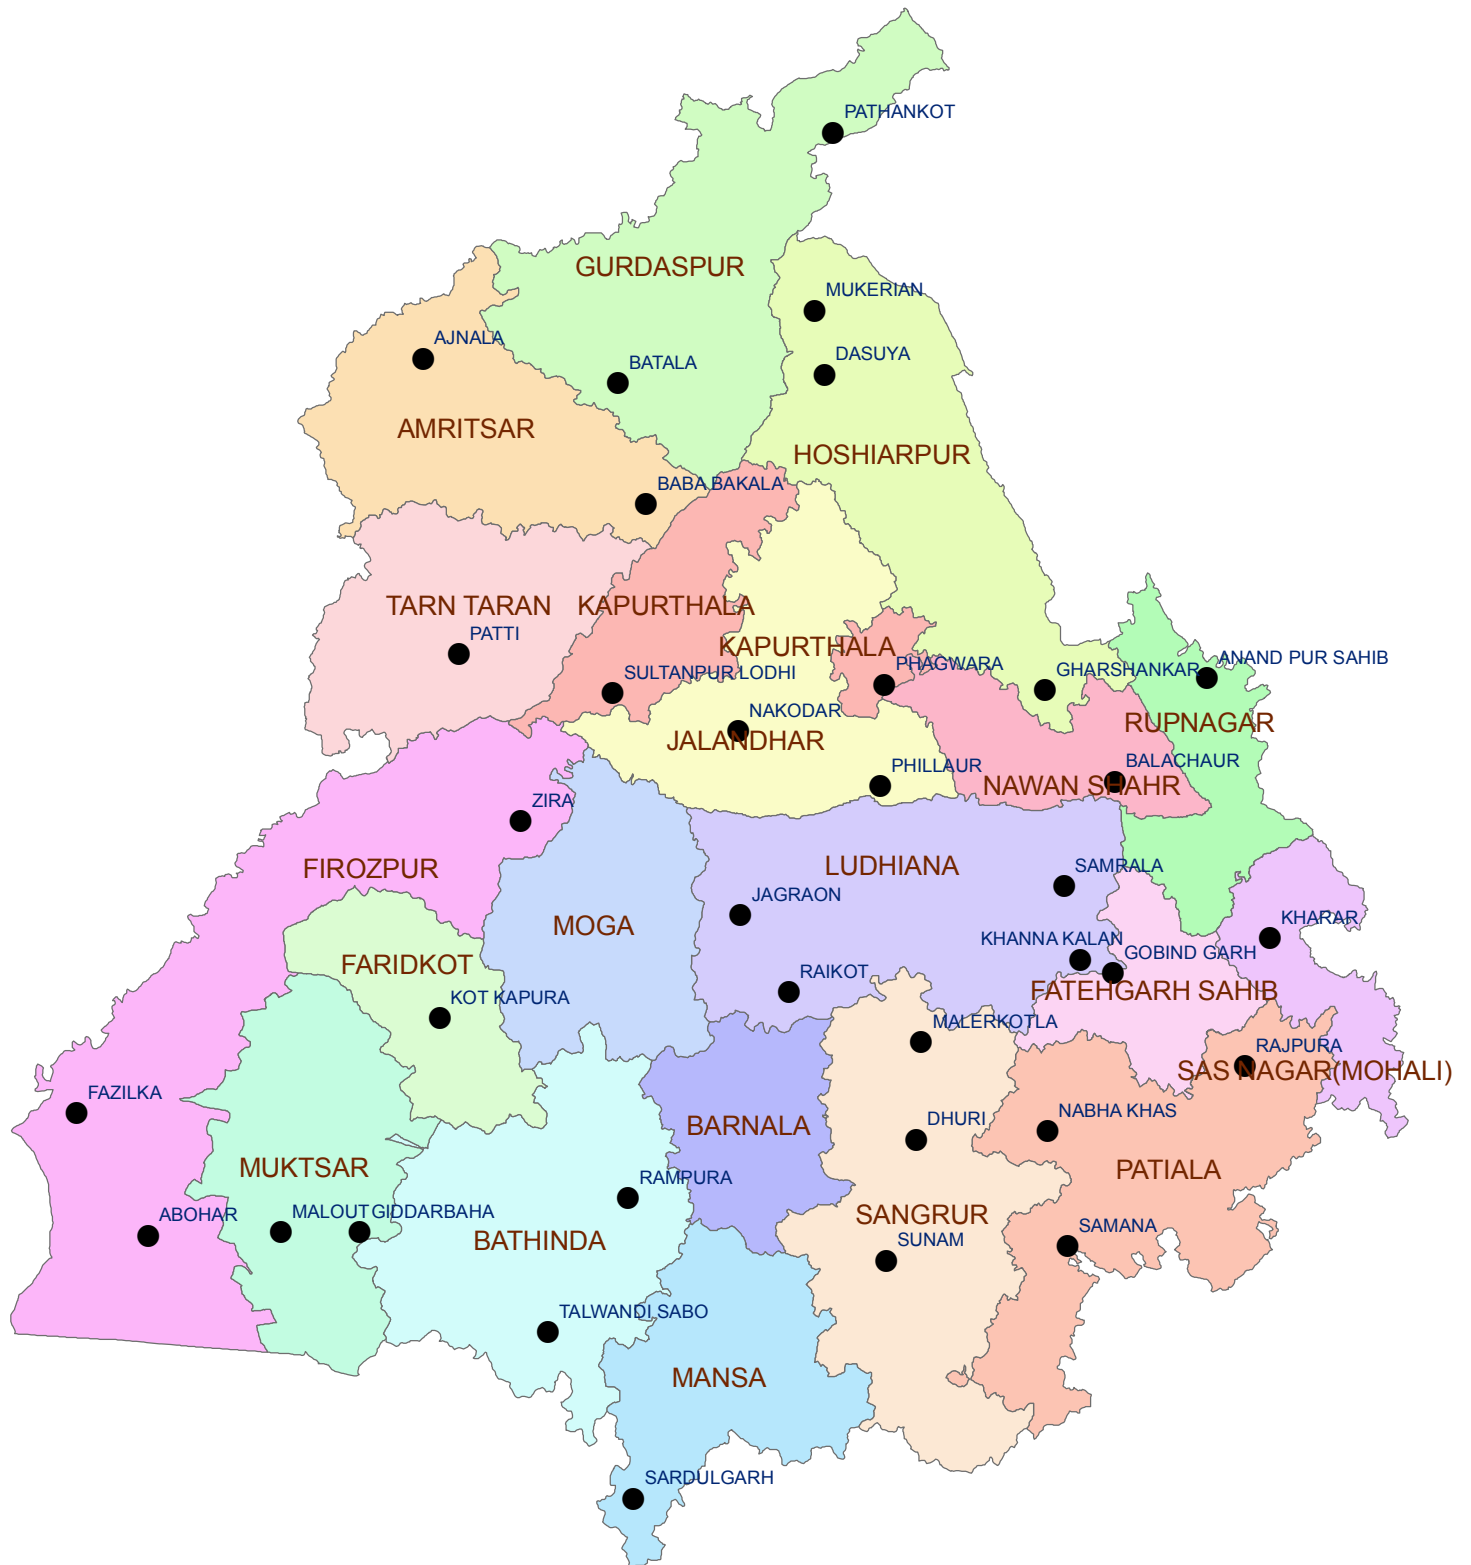 PATHANKOT
GURDASPUR
MUKERIAN
AJNALA
DASUYA
BATALA
AMRITSAR
HOSHIARPUR
BABA BAKALA
TARN TARAN
KAPURTHALA
PATTI
KAPURTHALA
ANAND PUR SAHIB
PHAGWARA
GHARSHANKAR
SULTANPUR LODHI
NAKODAR
RUPNAGAR
JALANDHAR
BALACHAUR
PHILLAUR
NAWAN SHAHR
ZIRA
FIROZPUR
LUDHIANA
SAMRALA
JAGRAON
KHARAR
MOGA
KHANNA KALAN
GOBIND GARH
FARIDKOT
RAIKOT
FATEHGARH SAHIB
KOT KAPURA
MALERKOTLA
RAJPURA
SAS NAGAR(MOHALI)
FAZILKA
NABHA KHAS
DHURI
BARNALA
MUKTSAR
PATIALA
RAMPURA
ABOHAR
MALOUT
GIDDARBAHA
SANGRUR
SAMANA
BATHINDA
SUNAM
TALWANDI SABO
MANSA
SARDULGARH